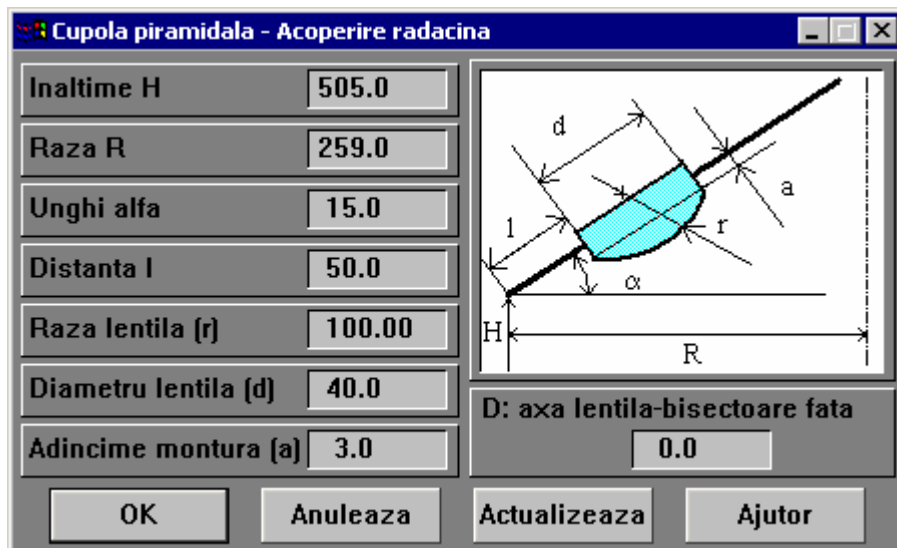 Cupola piramidala - Acoperire radacina
Inaltime H 505.0
Raza R 259.0
Unghi alfa 15.0
Distanta l 50.0
Raza lentila (r) 100.00
Diametru lentila (d) 40.0
Adincime montura (a) 3.0
d
a
l
r
α
H
R
D: axa lentila-bisectoare fata
0.0
OK Anuleaza Actualizeaza Ajutor